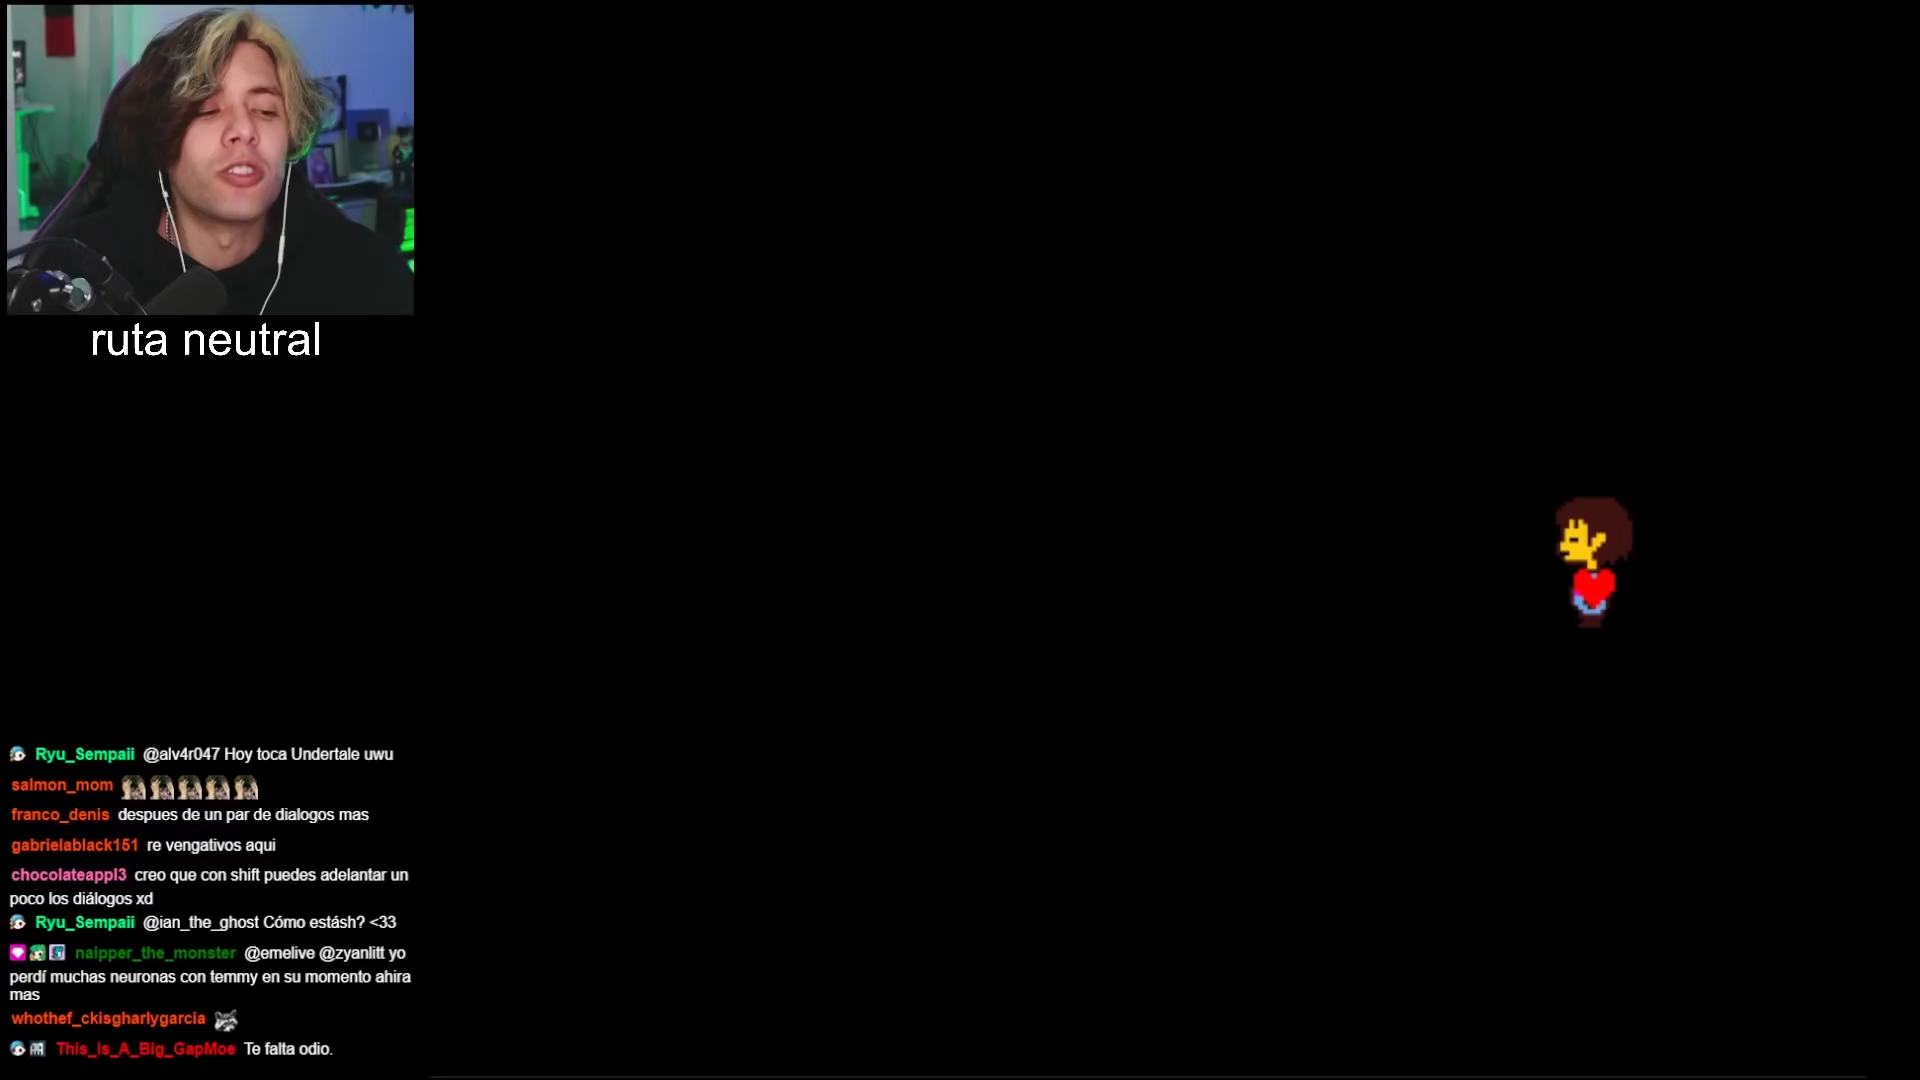 ruta neutral
Ryu_Sempaii @alv4r047 Hoy toca Undertale uwu
salmon_mom
franco_denis despues de un par de dialogos mas
gabrielablack151 re vengativos aqui
chocolateappl3 creo que con shift puedes adelantar un
poco los diálogos xd
Ryu_Sempaii @ian_the_ghost Cómo estásh? <33
naipper_the_monster @emelive @zyanlitt yo
perdí muchas neuronas con temmy en su momento ahira
mas
whothef_ckisgharlygarcia
This_Is_A_Big_GapMoe Te falta odio.